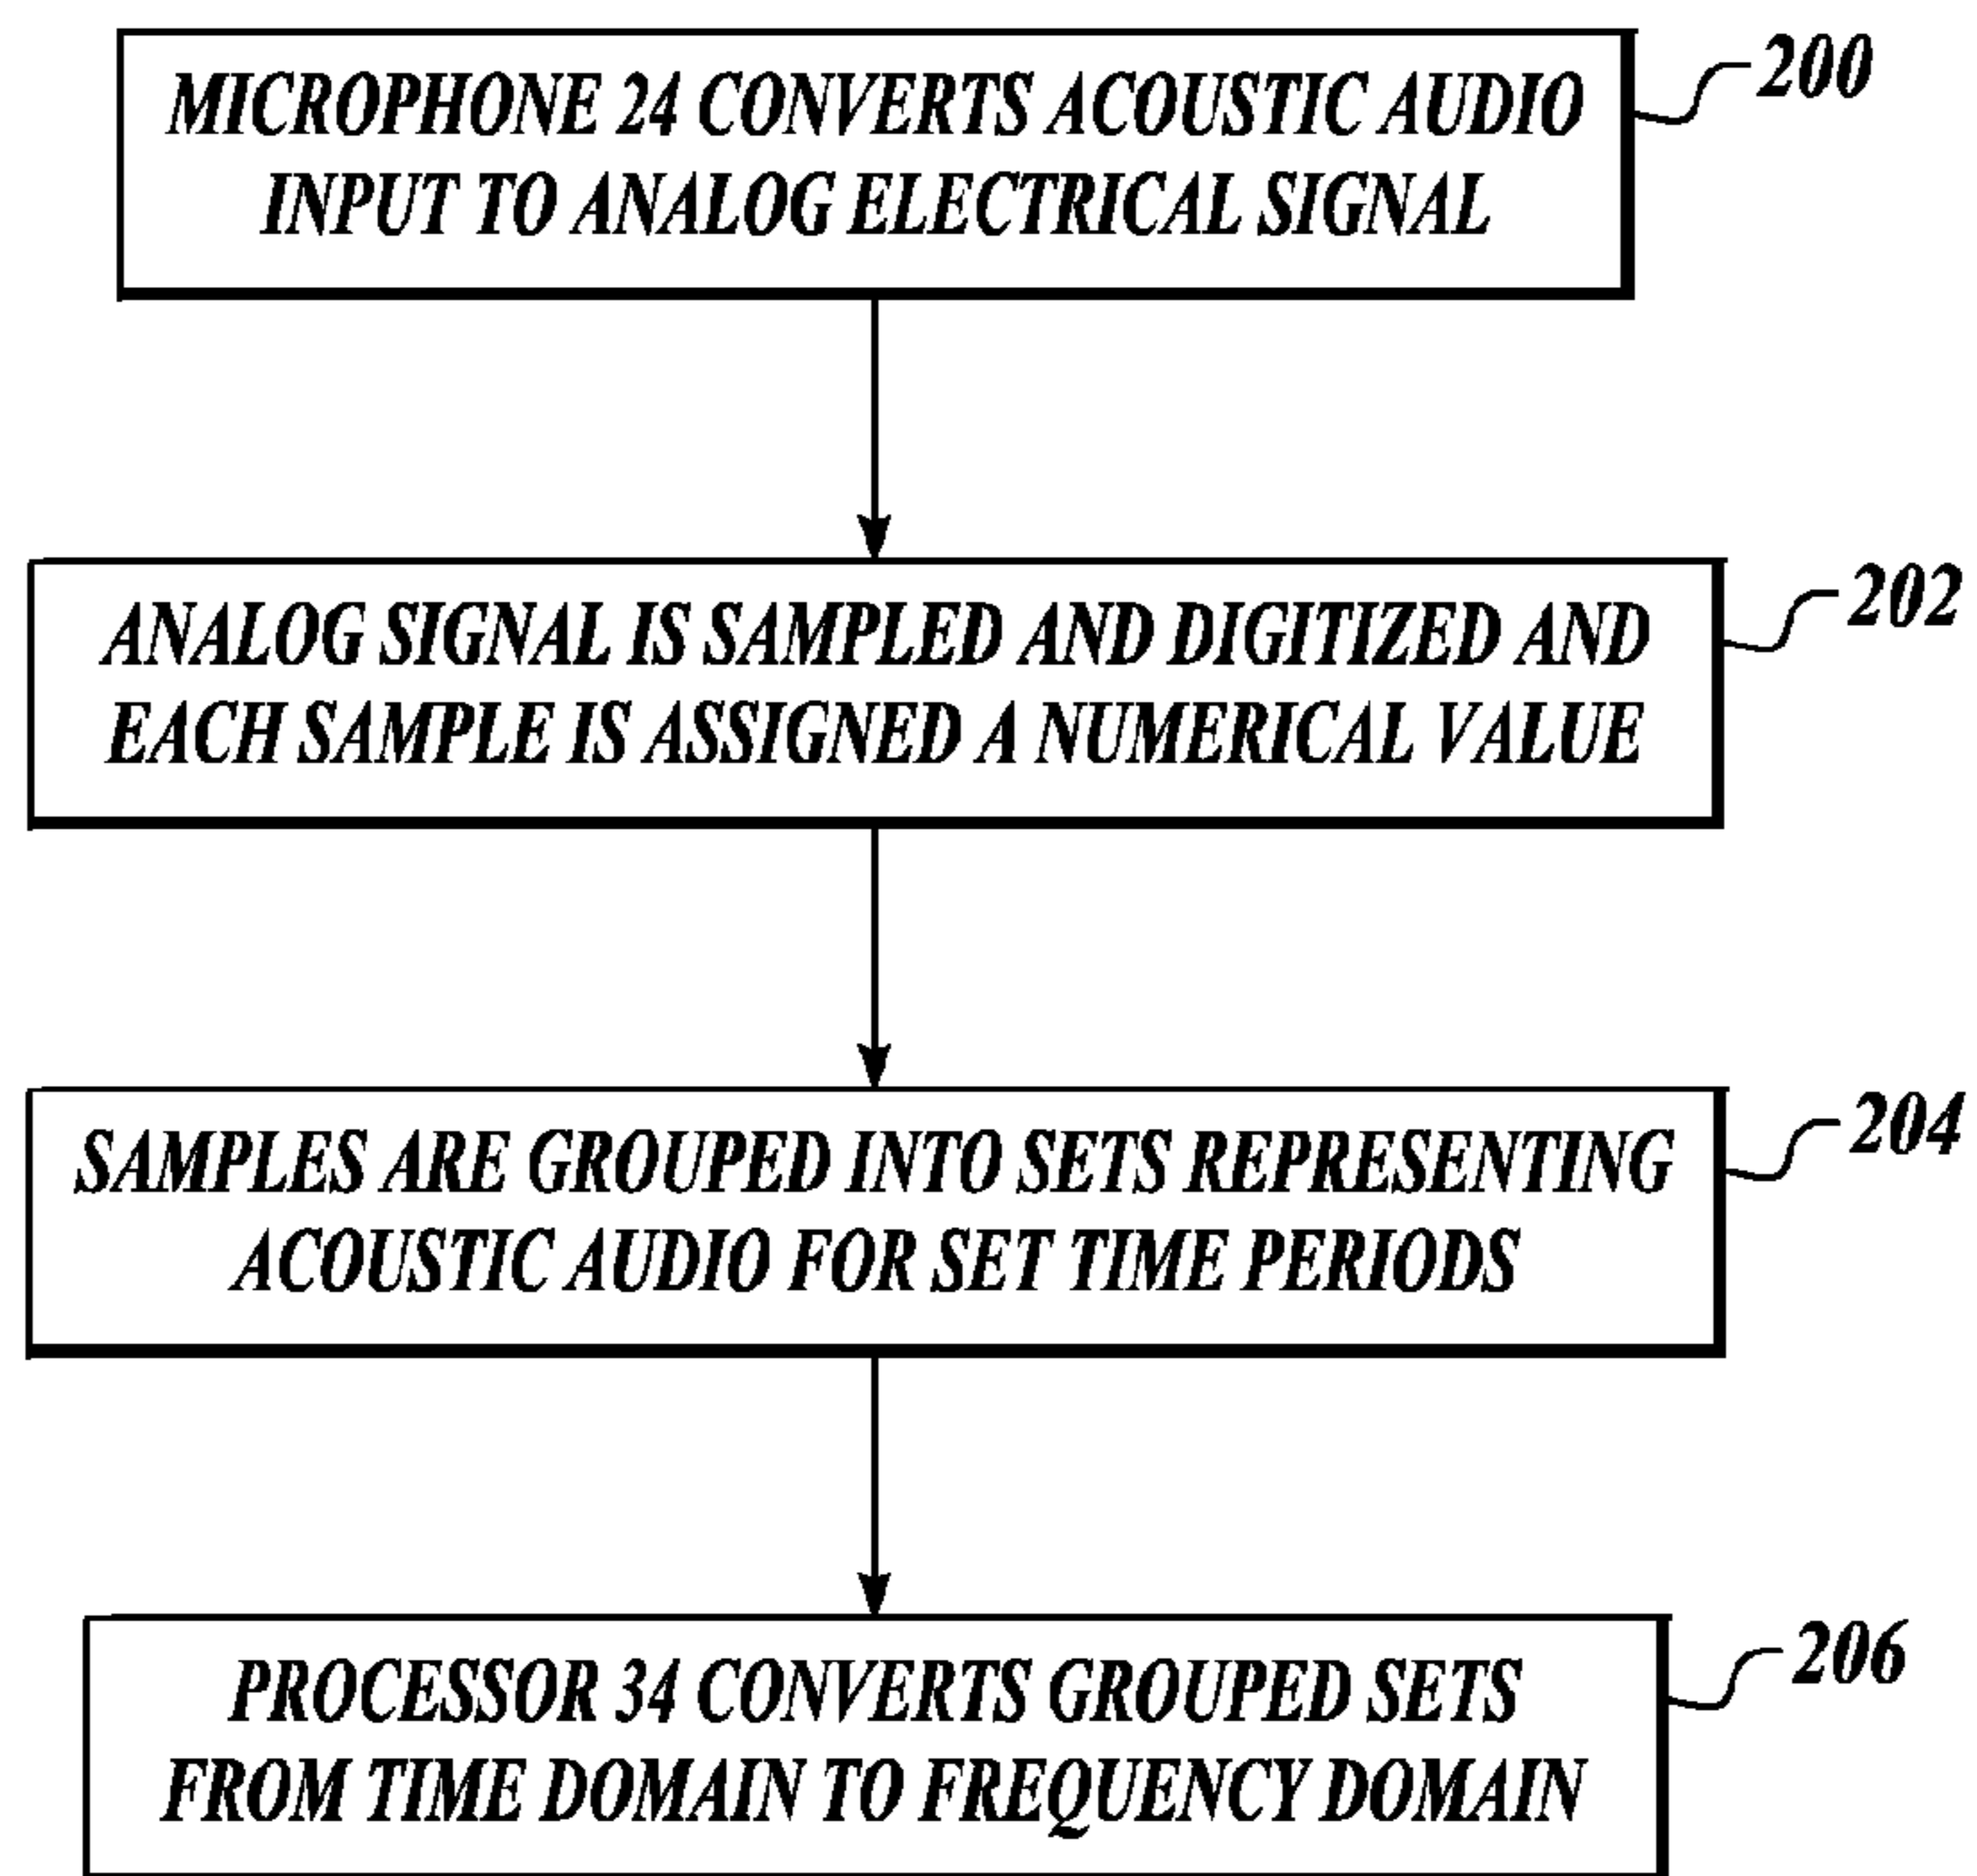 MICROPHONE 24 CONVERTS ACOUSTIC AUDIO
INPUT TO ANALOG ELECTRICAL SIGNAL
200
ANALOG SIGNAL IS SAMPLED AND DIGITIZED AND
EACH SAMPLE IS ASSIGNED A NUMERICAL VALUE
202
SAMPLES ARE GROUPED INTO SETS REPRESENTING
ACOUSTIC AUDIO FOR SET TIME PERIODS
204
PROCESSOR 34 CONVERTS GROUPED SETS
FROM TIME DOMAIN TO FREQUENCY DOMAIN
206